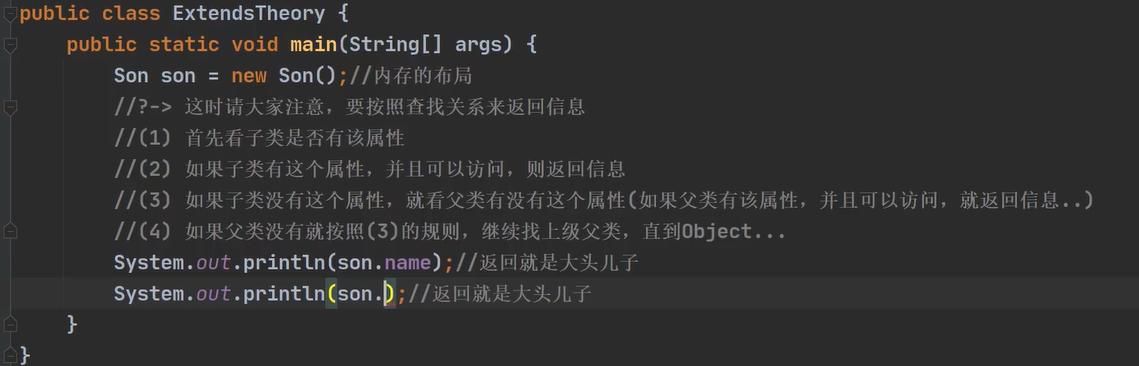 public class ExtendsTheory {
public static void main(String[] args) {
Son son = new Son();//内存的布局
//?-> 这时请大家注意，要按照查找关系来返回信息
//(1) 首先看子类是否有该属性
//(2) 如果子类有这个属性，并且可以访问，则返回信息
//(3) 如果子类没有这个属性，就看父类有没有这个属性(如果父类有该属性，并且可以访问，就返回信息..)
//(4) 如果父类没有就按照(3)的规则，继续找上级父类，直到Object...
System.out.println(son.name);//返回就是大头儿子
System.out.println(son.);//返回就是大头儿子
}
}